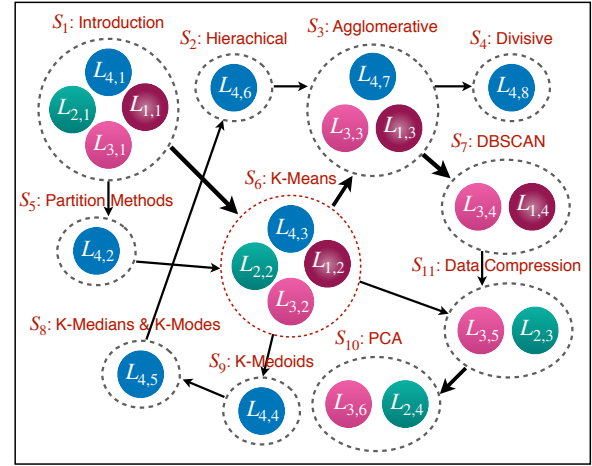 S₁: Introduction
L₄,₁
L₂,₁
L₁,₁
L₃,₁
S₂: Hierachical
L₄,₆
S₃: Agglomerative
L₄,₇
L₃,₃
L₁,₃
S₄: Divisive
L₄,₈
S₅: Partition Methods
L₄,₂
S₆: K-Means
L₄,₃
L₂,₂
L₁,₂
L₃,₂
S₇: DBSCAN
L₃,₄
L₁,₄
S₈: K-Medians & K-Modes
L₄,₅
S₉: K-Medoids
L₄,₄
S₁₀: PCA
L₃,₆
L₂,₄
S₁₁: Data Compression
L₃,₅
L₂,₃